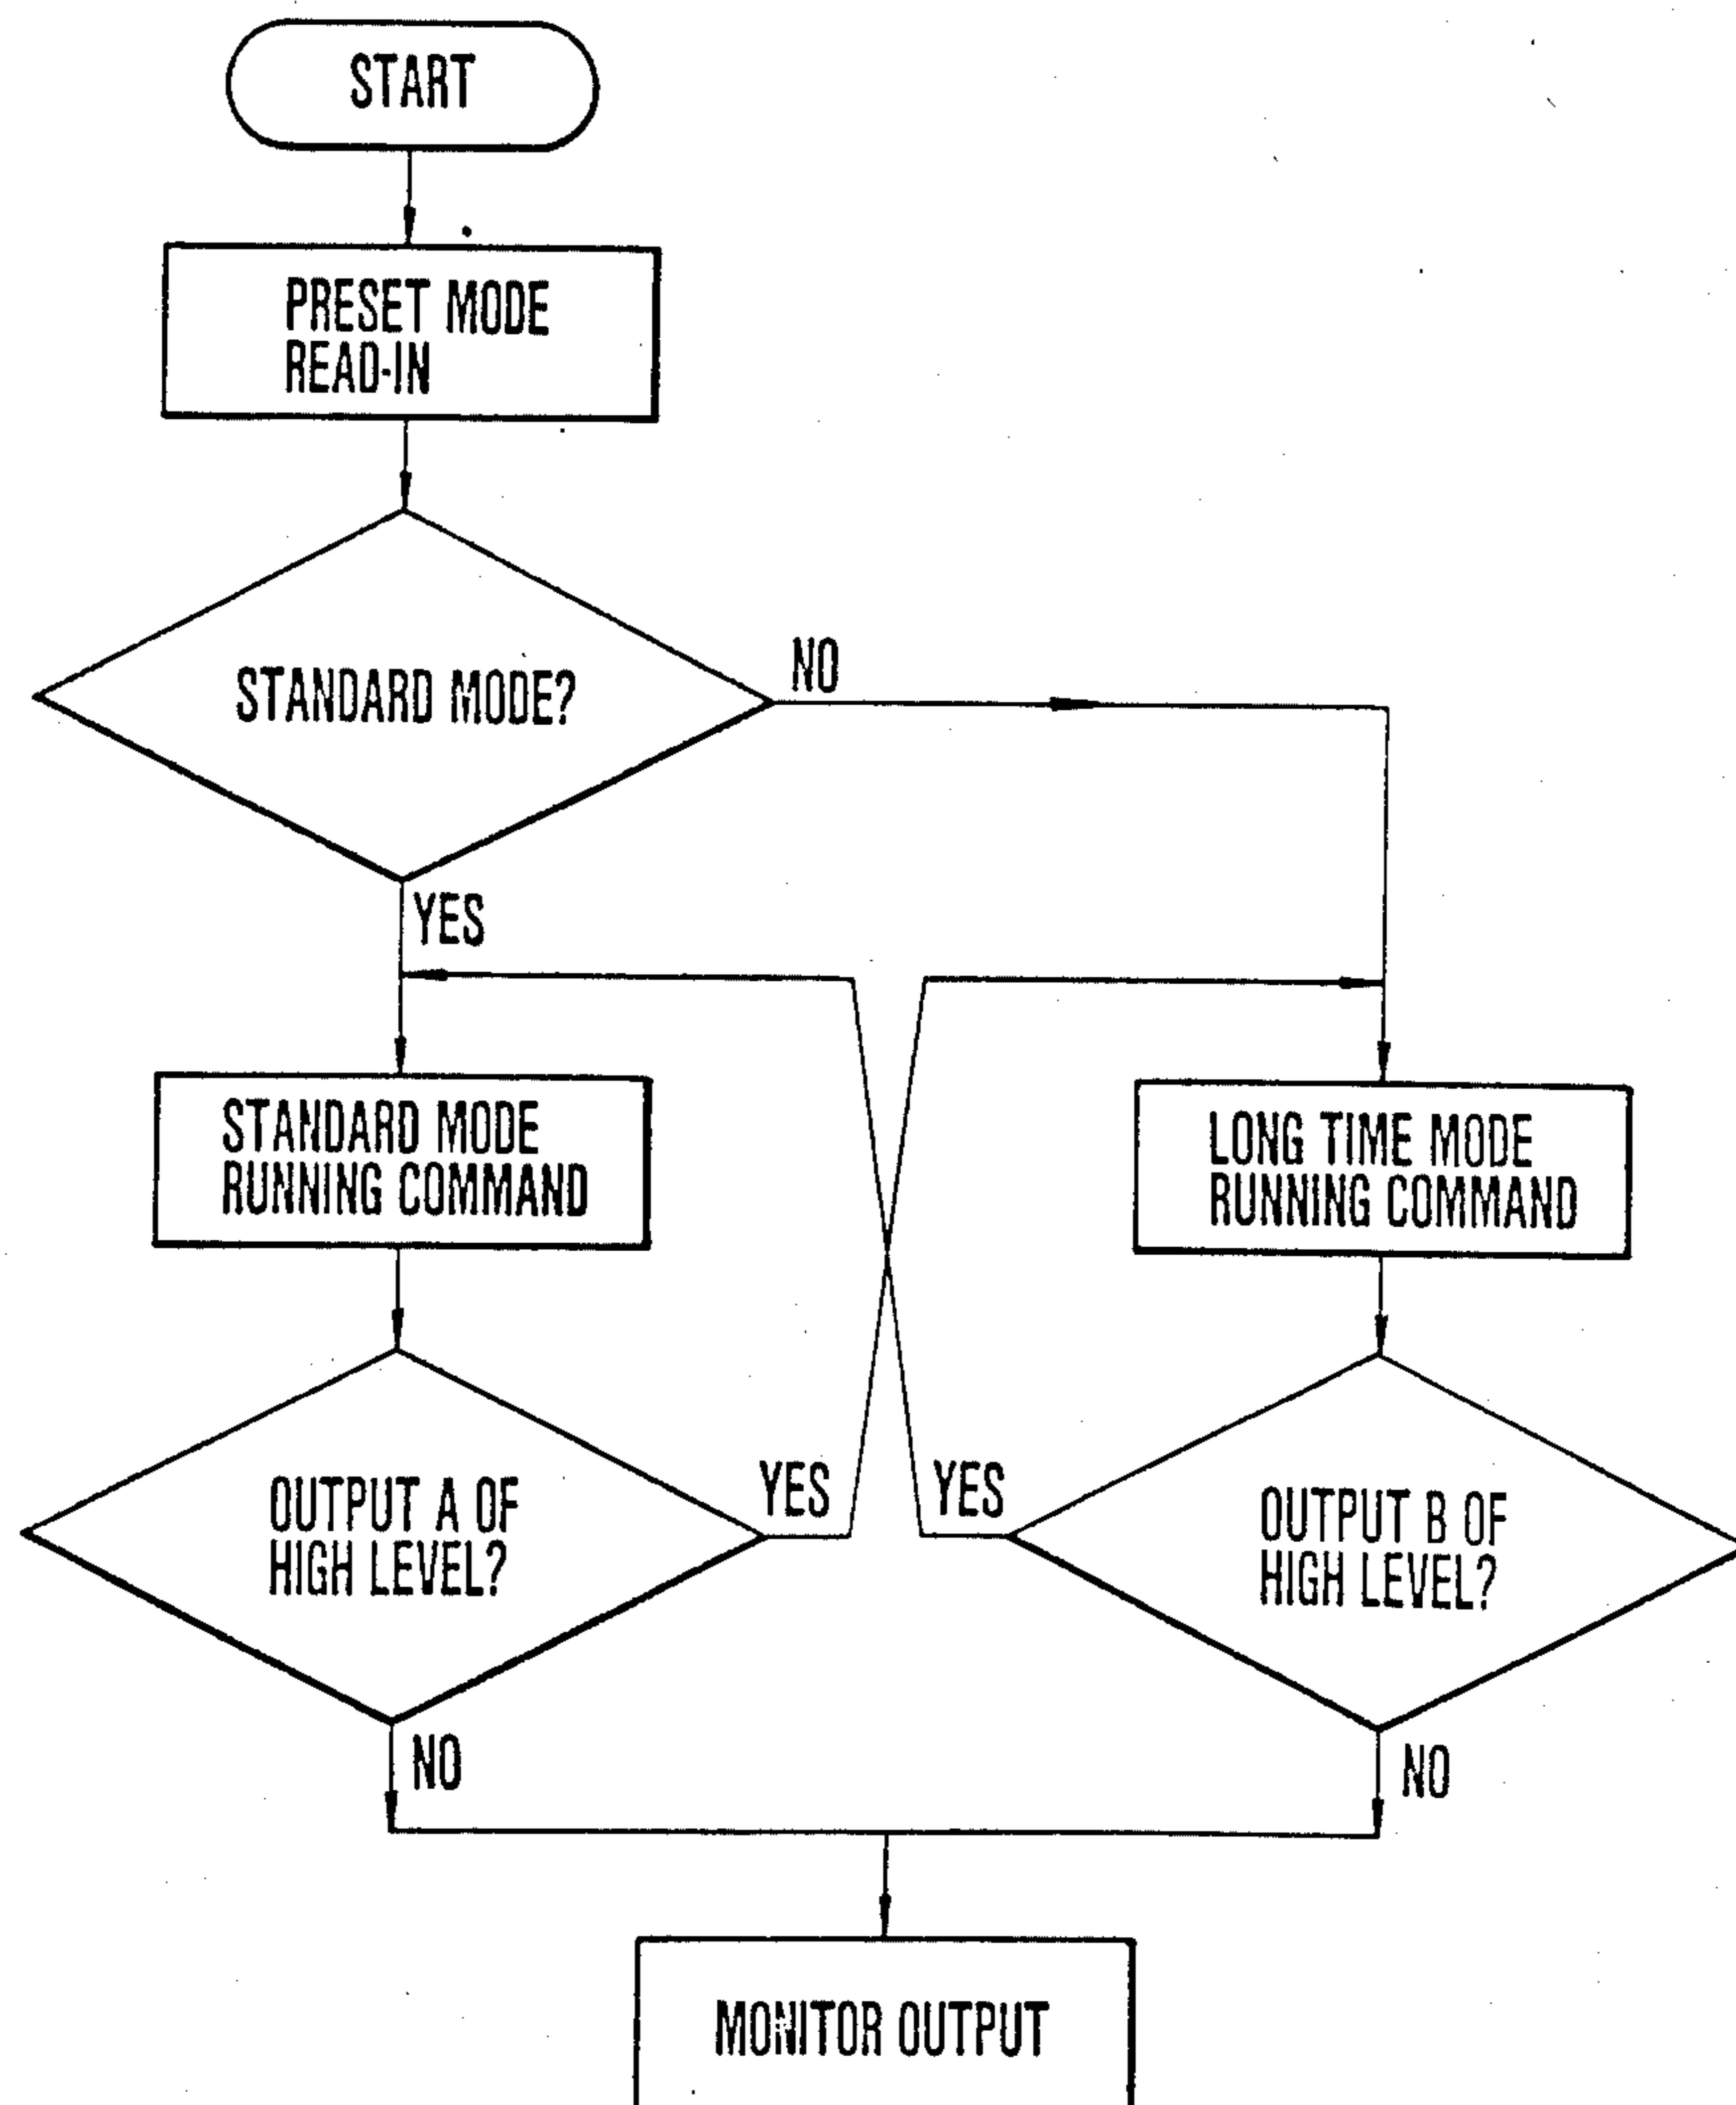 START
PRESET MODE
READ-IN
STANDARD MODE?
NO
YES
STANDARD MODE
RUNNING COMMAND
LONG TIME MODE
RUNNING COMMAND
OUTPUT A OF
HIGH LEVEL?
YES
YES
OUTPUT B OF
HIGH LEVEL?
NO
NO
MONITOR OUTPUT